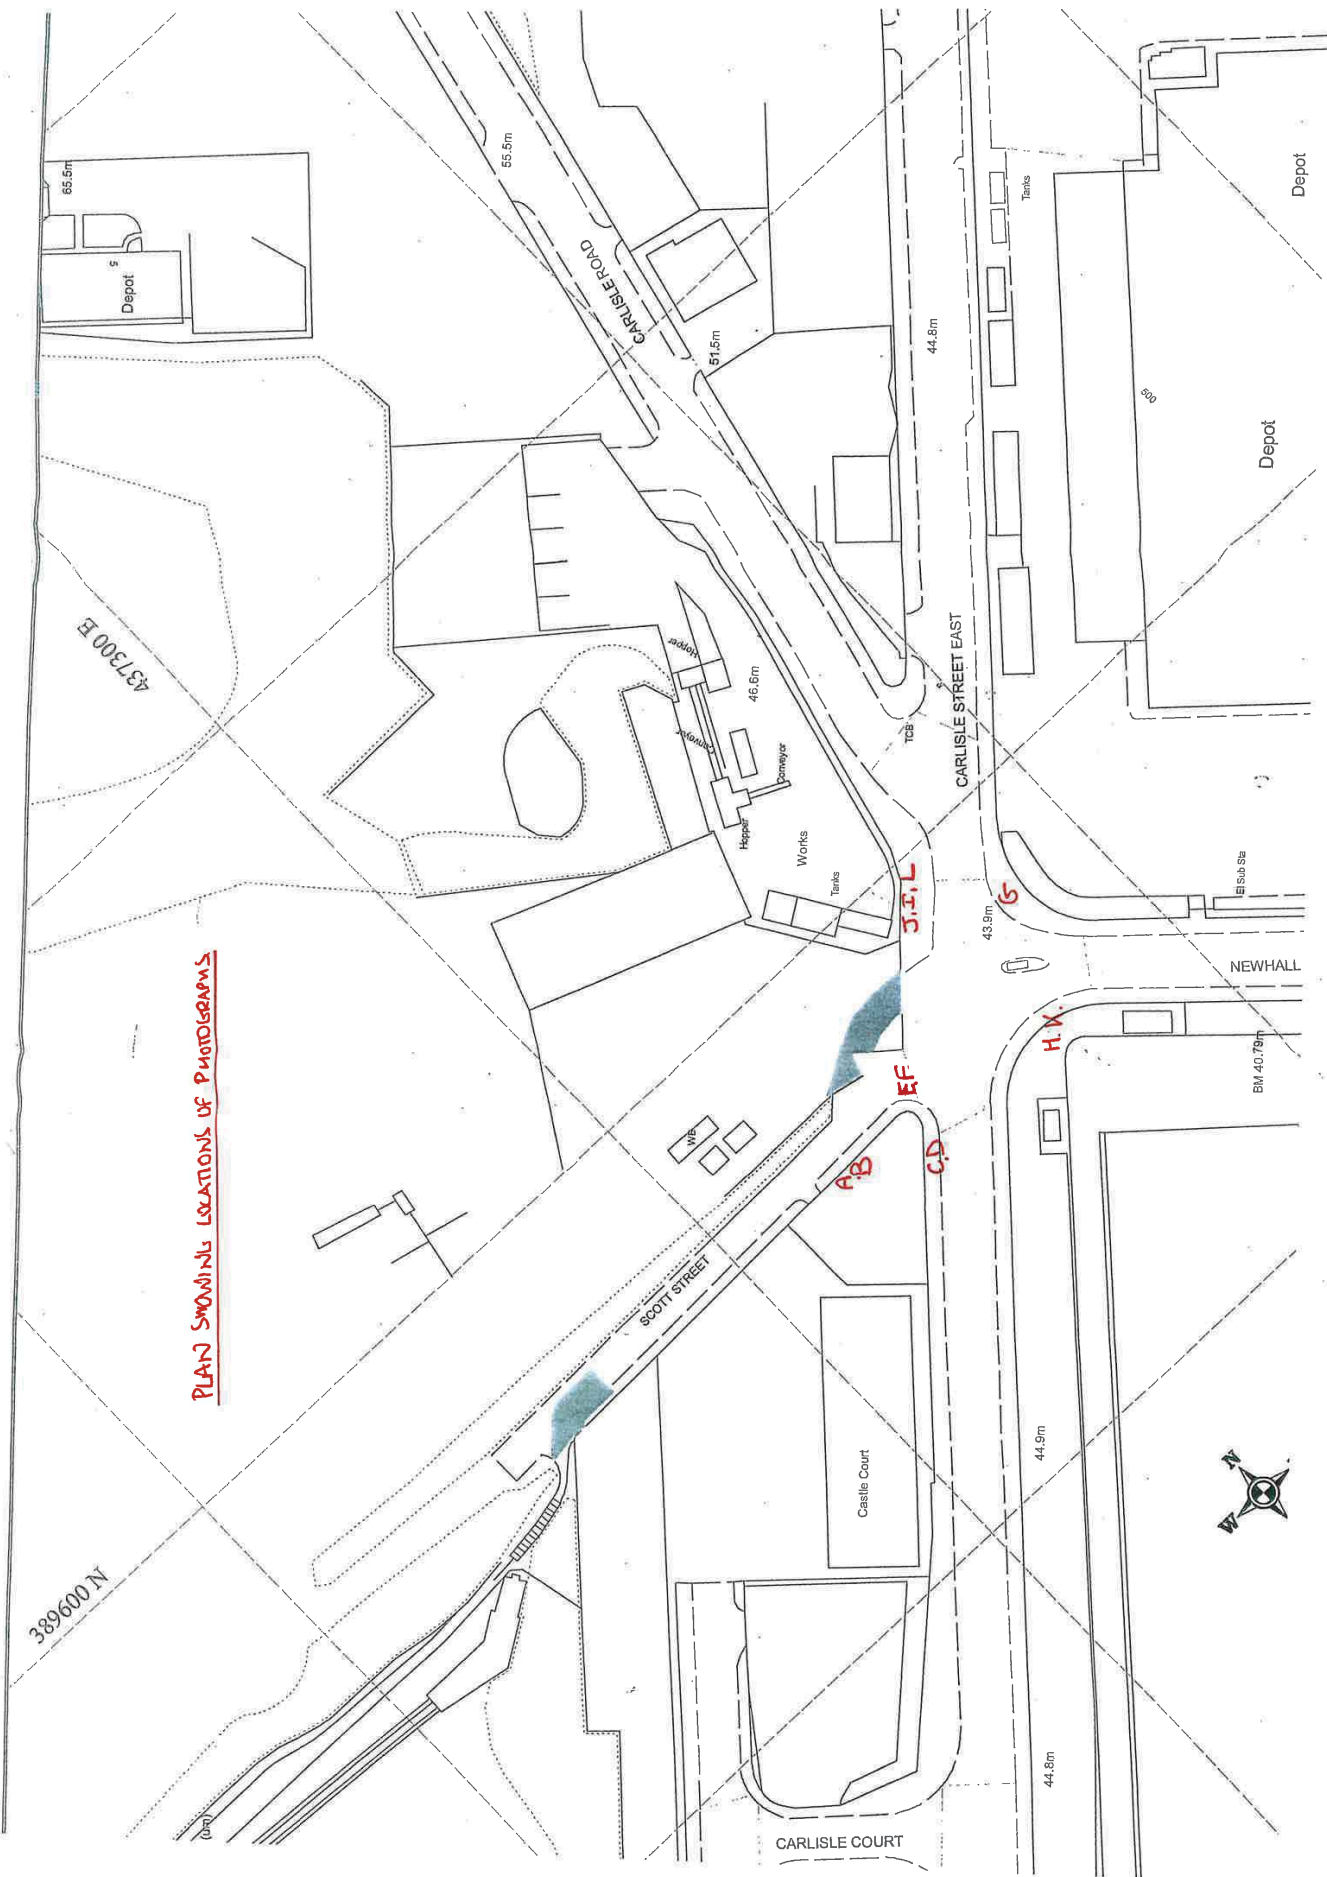 65.5m
5
Depot
55.5m
CARLISLE ROAD
51.5m
44.8m
Tanks
Depot
500
Depot
437300 E
Hopper
46.6m
Conveyor
Conveyor
Hopper
TCB
CARLISLE STREET EAST
Works
Tanks
J.I.L
G
43.9m
El Sub Sta
NEWHALL
PLAN SHOWING LOCATIONS OF PHOTOGRAPHS
H.K.
BM 40.79m
EF
WB
A.B
C.D
SCOTT STREET
Castle Court
44.9m
N
W
389600 N
44.8m
CARLISLE COURT